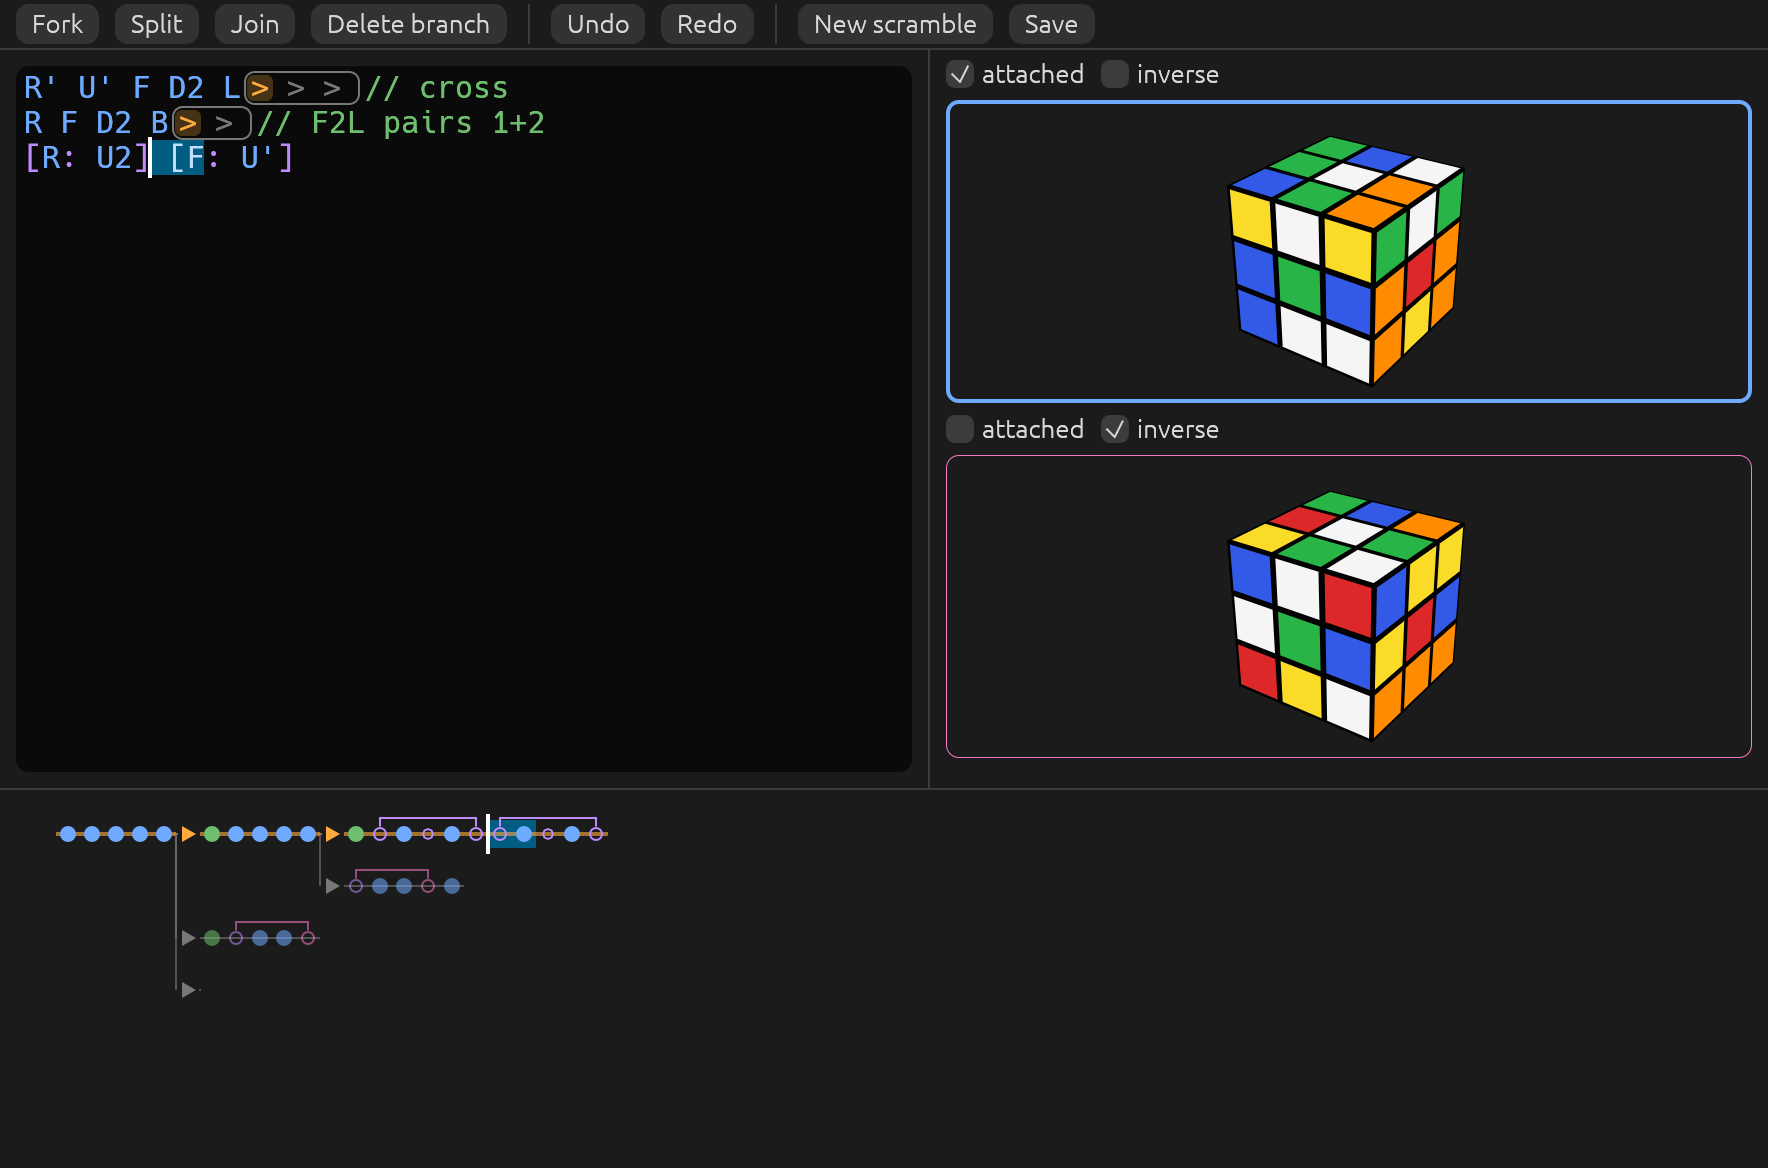 Fork Split Join Delete branch Undo Redo New scramble Save
R' U' F D2 L> > > // cross
R F D2 B> > // F2L pairs 1+2
[R: U2] [F: U']
attached inverse
attached inverse